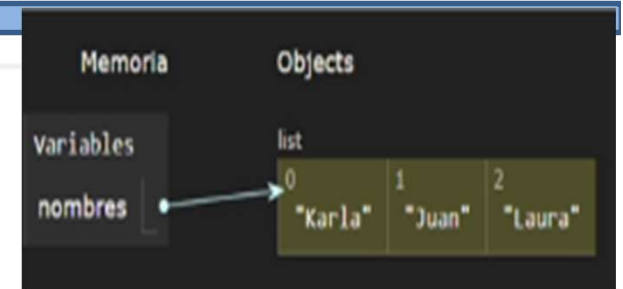 Memoria
Objects
Variables
nombres
list
0 1 2
"Karla" "Juan" "Laura"